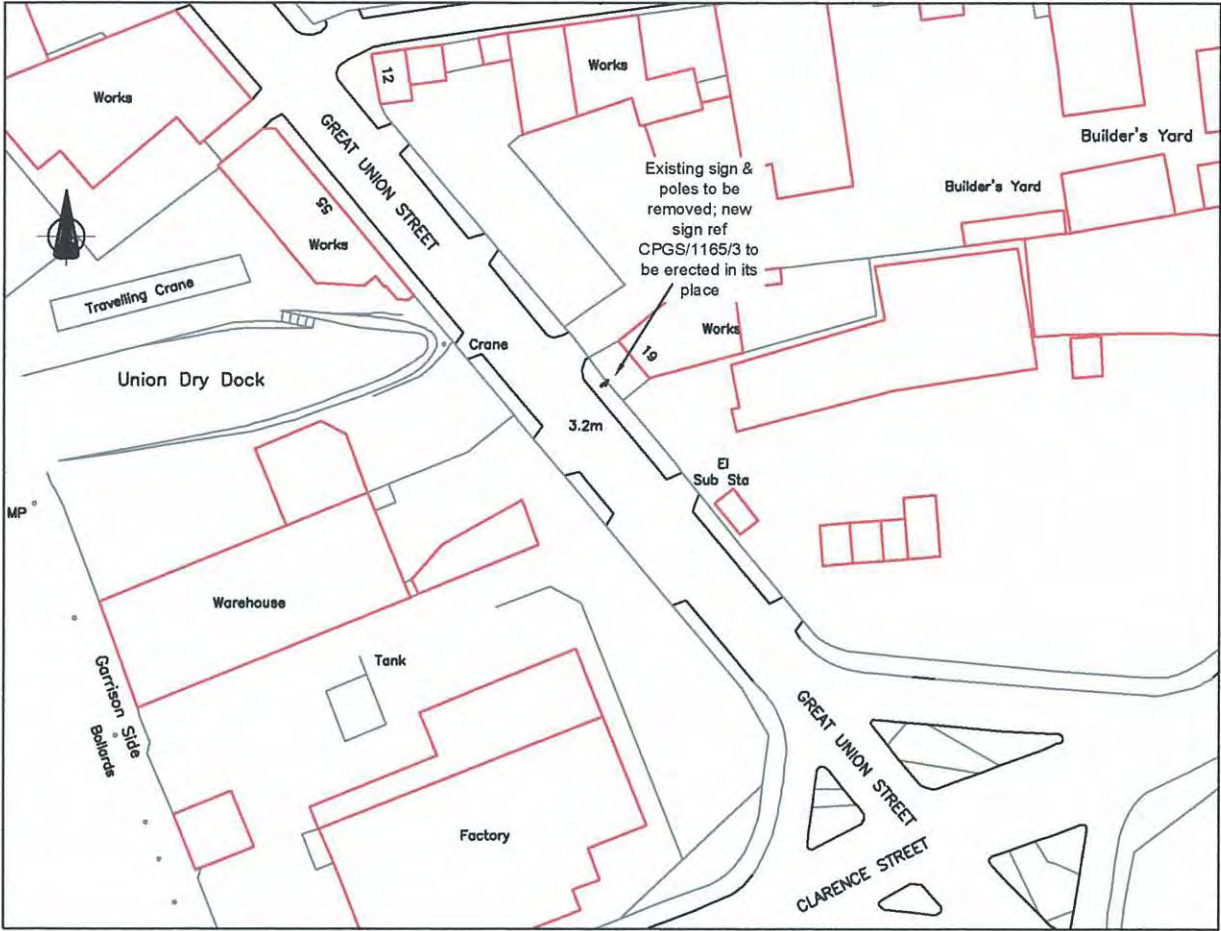 Works
12
Works
GREAT UNION STREET
Builder's Yard
Existing sign &
poles to be
removed; new
sign ref
CPGS/1165/3 to
be erected in its
place
Builder's Yard
55
Works
Travelling Crane
Crane
Works
19
Union Dry Dock
3.2m
El
Sub Sta
MP
Warehouse
Tank
Garrison Side
Bollards
GREAT UNION STREET
Factory
CLARENCE STREET